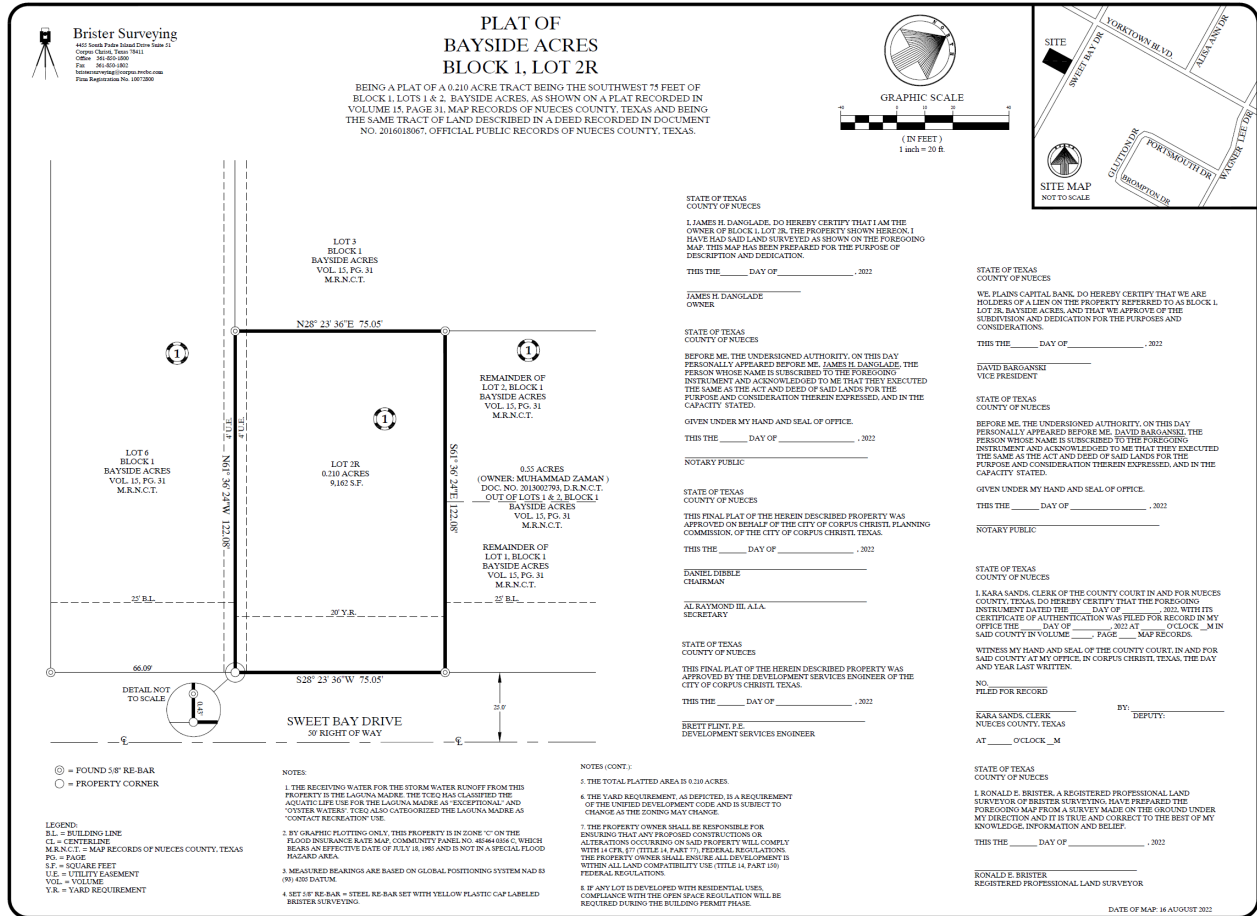 Brister Surveying
4455 South Padre Island Drive Suite 51
Corpus Christi, Texas 78411
Office 361-850-1800
Fax 361-850-1802
bristersurveying@corpus.twcbc.com
Firm Registration No. 10072800
PLAT OF
BAYSIDE ACRES
BLOCK 1, LOT 2R
BEING A PLAT OF A 0.210 ACRE TRACT BEING THE SOUTHWEST 75 FEET OF
BLOCK 1, LOTS 1 & 2, BAYSIDE ACRES, AS SHOWN ON A PLAT RECORDED IN
VOLUME 15, PAGE 31, MAP RECORDS OF NUECES COUNTY, TEXAS AND BEING
THE SAME TRACT OF LAND DESCRIBED IN A DEED RECORDED IN DOCUMENT
NO. 2016018067, OFFICIAL PUBLIC RECORDS OF NUECES COUNTY, TEXAS.
NORTH
GRAPHIC SCALE
( IN FEET )
1 inch = 20 ft.
SITE
YORKTOWN BLVD.
ALISA ANN DR
SWEET BAY DR
GLUTTON DR
PORTSMOUTH DR
BROMPTON DR
WAGNER LEE DR
SITE MAP
NOT TO SCALE
LOT 3
BLOCK 1
BAYSIDE ACRES
VOL. 15, PG. 31
M.R.N.C.T.
N28° 23' 36"E 75.05'
1
1
1
REMAINDER OF
LOT 2, BLOCK 1
BAYSIDE ACRES
VOL. 15, PG. 31
M.R.N.C.T.
4' U.E.
4' U.E.
N61° 36' 24"W 122.08'
S61° 36' 24"E 122.08'
LOT 6
BLOCK 1
BAYSIDE ACRES
VOL. 15, PG. 31
M.R.N.C.T.
LOT 2R
0.210 ACRES
9,162 S.F.
0.55 ACRES
(OWNER: MUHAMMAD ZAMAN )
DOC. NO. 2013002793, D.R.N.C.T.
OUT OF LOTS 1 & 2, BLOCK 1
BAYSIDE ACRES
VOL. 15, PG. 31
M.R.N.C.T.
REMAINDER OF
LOT 1, BLOCK 1
BAYSIDE ACRES
VOL. 15, PG. 31
M.R.N.C.T.
25' B.L.
20' Y.R.
25' B.L.
66.09'
S28° 23' 36"W 75.05'
DETAIL NOT
TO SCALE
0.43'
25.0'
SWEET BAY DRIVE
50' RIGHT OF WAY
CL
CL
= FOUND 5/8" RE-BAR
= PROPERTY CORNER
LEGEND:
B.L. = BUILDING LINE
CL = CENTERLINE
M.R.N.C.T. = MAP RECORDS OF NUECES COUNTY, TEXAS
PG. = PAGE
S.F. = SQUARE FEET
U.E. = UTILITY EASEMENT
VOL. = VOLUME
Y.R. = YARD REQUIREMENT
NOTES:
1. THE RECEIVING WATER FOR THE STORM WATER RUNOFF FROM THIS
PROPERTY IS THE LAGUNA MADRE. THE TCEQ HAS CLASSIFIED THE
AQUATIC LIFE USE FOR THE LAGUNA MADRE AS "EXCEPTIONAL" AND
"OYSTER WATERS". TCEQ ALSO CATEGORIZED THE LAGUNA MADRE AS
"CONTACT RECREATION" USE.
2. BY GRAPHIC PLOTTING ONLY, THIS PROPERTY IS IN ZONE "C" ON THE
FLOOD INSURANCE RATE MAP, COMMUNITY PANEL NO. 485464 0356 C, WHICH
BEARS AN EFFECTIVE DATE OF JULY 18, 1985 AND IS NOT IN A SPECIAL FLOOD
HAZARD AREA.
3. MEASURED BEARINGS ARE BASED ON GLOBAL POSITIONING SYSTEM NAD 83
(93) 4205 DATUM.
4. SET 5/8" RE-BAR = STEEL RE-BAR SET WITH YELLOW PLASTIC CAP LABELED
BRISTER SURVEYING.
NOTES (CONT.):
5. THE TOTAL PLATTED AREA IS 0.210 ACRES.
6. THE YARD REQUIREMENT, AS DEPICTED, IS A REQUIREMENT
OF THE UNIFIED DEVELOPMENT CODE AND IS SUBJECT TO
CHANGE AS THE ZONING MAY CHANGE.
7. THE PROPERTY OWNER SHALL BE RESPONSIBLE FOR
ENSURING THAT ANY PROPOSED CONSTRUCTIONS OR
ALTERATIONS OCCURRING ON SAID PROPERTY WILL COMPLY
WITH 14 CFR, §77 (TITLE 14, PART 77), FEDERAL REGULATIONS.
THE PROPERTY OWNER SHALL ENSURE ALL DEVELOPMENT IS
WITHIN ALL LAND COMPATIBILITY USE (TITLE 14, PART 150)
FEDERAL REGULATIONS.
8. IF ANY LOT IS DEVELOPED WITH RESIDENTIAL USES,
COMPLIANCE WITH THE OPEN SPACE REGULATION WILL BE
REQUIRED DURING THE BUILDING PERMIT PHASE.
STATE OF TEXAS
COUNTY OF NUECES
I, JAMES H. DANGLADE, DO HEREBY CERTIFY THAT I AM THE
OWNER OF BLOCK 1, LOT 2R, THE PROPERTY SHOWN HEREON, I
HAVE HAD SAID LAND SURVEYED AS SHOWN ON THE FOREGOING
MAP. THIS MAP HAS BEEN PREPARED FOR THE PURPOSE OF
DESCRIPTION AND DEDICATION.
THIS THE_______ DAY OF_____________, 2022
JAMES H. DANGLADE
OWNER
STATE OF TEXAS
COUNTY OF NUECES
BEFORE ME, THE UNDERSIGNED AUTHORITY, ON THIS DAY
PERSONALLY APPEARED BEFORE ME, JAMES H. DANGLADE, THE
PERSON WHOSE NAME IS SUBSCRIBED TO THE FOREGOING
INSTRUMENT AND ACKNOWLEDGED TO ME THAT THEY EXECUTED
THE SAME AS THE ACT AND DEED OF SAID LANDS FOR THE
PURPOSE AND CONSIDERATION THEREIN EXPRESSED, AND IN THE
CAPACITY STATED.
GIVEN UNDER MY HAND AND SEAL OF OFFICE.
THIS THE _______ DAY OF _____________, 2022
NOTARY PUBLIC
STATE OF TEXAS
COUNTY OF NUECES
THIS FINAL PLAT OF THE HEREIN DESCRIBED PROPERTY WAS
APPROVED ON BEHALF OF THE CITY OF CORPUS CHRISTI, PLANNING
COMMISSION, OF THE CITY OF CORPUS CHRISTI, TEXAS.
THIS THE _______ DAY OF _____________, 2022
DANIEL DIBBLE
CHAIRMAN
AL RAYMOND III, A.I.A.
SECRETARY
STATE OF TEXAS
COUNTY OF NUECES
THIS FINAL PLAT OF THE HEREIN DESCRIBED PROPERTY WAS
APPROVED BY THE DEVELOPMENT SERVICES ENGINEER OF THE
CITY OF CORPUS CHRISTI, TEXAS.
THIS THE _______ DAY OF _____________, 2022
BRETT FLINT, P.E.
DEVELOPMENT SERVICES ENGINEER
STATE OF TEXAS
COUNTY OF NUECES
WE, PLAINS CAPITAL BANK, DO HEREBY CERTIFY THAT WE ARE
HOLDERS OF A LIEN ON THE PROPERTY REFERRED TO AS BLOCK 1,
LOT 2R, BAYSIDE ACRES, AND THAT WE APPROVE OF THE
SUBDIVISION AND DEDICATION FOR THE PURPOSES AND
CONSIDERATIONS.
THIS THE_______ DAY OF_____________, 2022
DAVID BARGANSKI
VICE PRESIDENT
STATE OF TEXAS
COUNTY OF NUECES
BEFORE ME, THE UNDERSIGNED AUTHORITY, ON THIS DAY
PERSONALLY APPEARED BEFORE ME, DAVID BARGANSKI, THE
PERSON WHOSE NAME IS SUBSCRIBED TO THE FOREGOING
INSTRUMENT AND ACKNOWLEDGED TO ME THAT THEY EXECUTED
THE SAME AS THE ACT AND DEED OF SAID LANDS FOR THE
PURPOSE AND CONSIDERATION THEREIN EXPRESSED, AND IN THE
CAPACITY STATED.
GIVEN UNDER MY HAND AND SEAL OF OFFICE.
THIS THE _______ DAY OF _____________, 2022
NOTARY PUBLIC
STATE OF TEXAS
COUNTY OF NUECES
I, KARA SANDS, CLERK OF THE COUNTY COURT IN AND FOR NUECES
COUNTY, TEXAS, DO HEREBY CERTIFY THAT THE FOREGOING
INSTRUMENT DATED THE _____ DAY OF _________, 2022, WITH ITS
CERTIFICATE OF AUTHENTICATION WAS FILED FOR RECORD IN MY
OFFICE THE _____ DAY OF _________, 2022 AT ______ O'CLOCK __M IN
SAID COUNTY IN VOLUME _____, PAGE ____ MAP RECORDS.
WITNESS MY HAND AND SEAL OF THE COUNTY COURT, IN AND FOR
SAID COUNTY AT MY OFFICE, IN CORPUS CHRISTI, TEXAS, THE DAY
AND YEAR LAST WRITTEN.
NO.
FILED FOR RECORD
BY:
KARA SANDS, CLERK DEPUTY:
NUECES COUNTY, TEXAS
AT ______ O'CLOCK __M
STATE OF TEXAS
COUNTY OF NUECES
I, RONALD E. BRISTER, A REGISTERED PROFESSIONAL LAND
SURVEYOR OF BRISTER SURVEYING, HAVE PREPARED THE
FOREGOING MAP FROM A SURVEY MADE ON THE GROUND UNDER
MY DIRECTION AND IT IS TRUE AND CORRECT TO THE BEST OF MY
KNOWLEDGE, INFORMATION AND BELIEF.
THIS THE _______ DAY OF _____________, 2022
RONALD E. BRISTER
REGISTERED PROFESSIONAL LAND SURVEYOR
DATE OF MAP: 16 AUGUST 2022